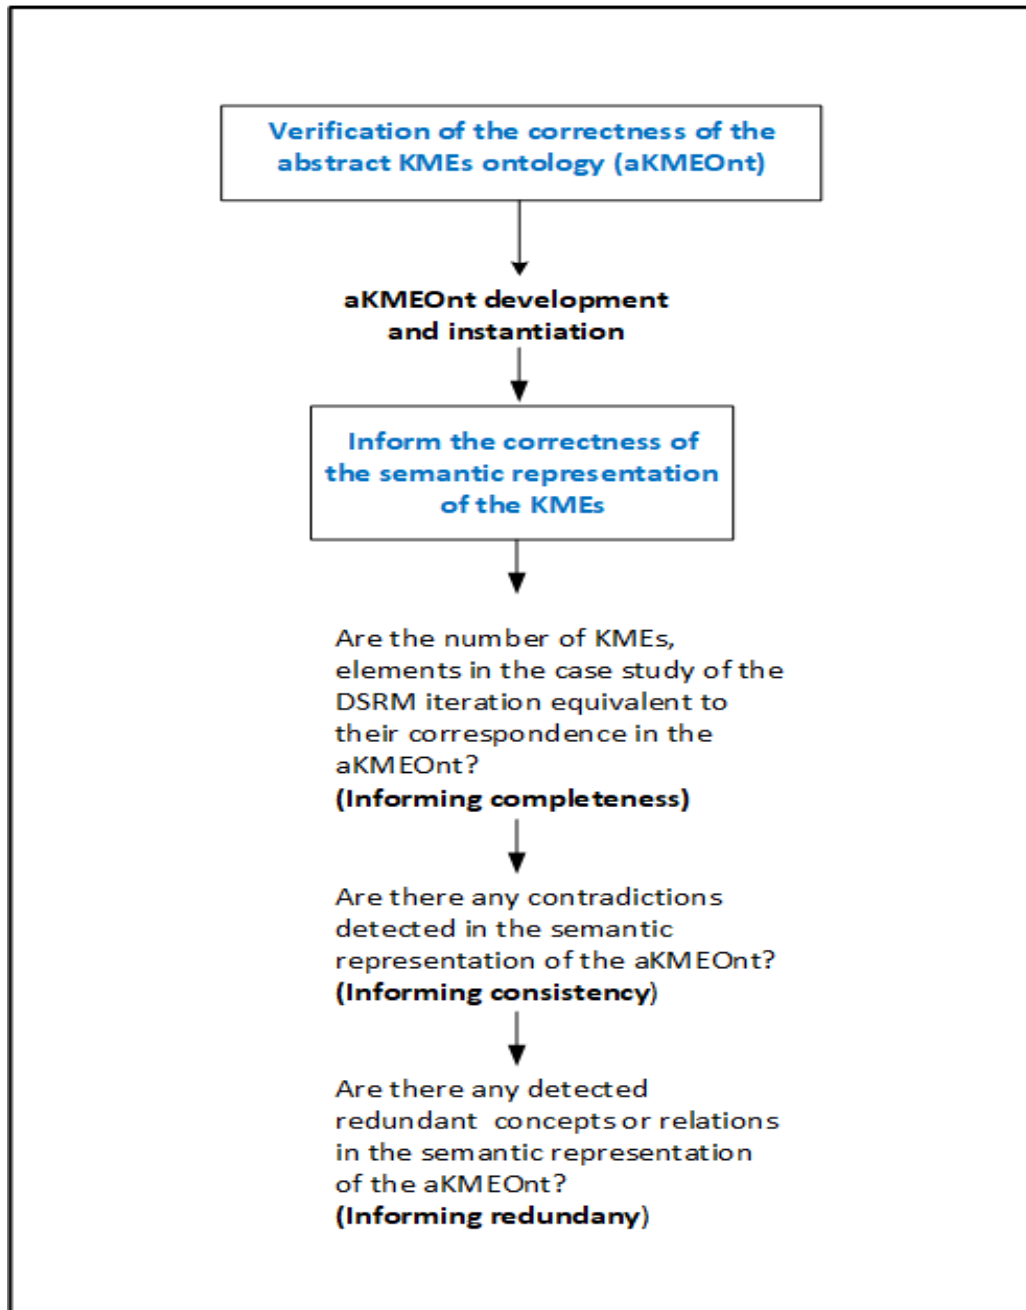 Verification of the correctness of the
abstract KMEs ontology (aKMEOnt)
aKMEOnt development
and instantiation
Inform the correctness of
the semantic representation
of the KMEs
Are the number of KMEs,
elements in the case study of the
DSRM iteration equivalent to
their correspondence in the
aKMEOnt?
(Informing completeness)
Are there any contradictions
detected in the semantic
representation of the aKMEOnt?
(Informing consistency)
Are there any detected
redundant concepts or relations
in the semantic representation
of the aKMEOnt?
(Informing redundany)